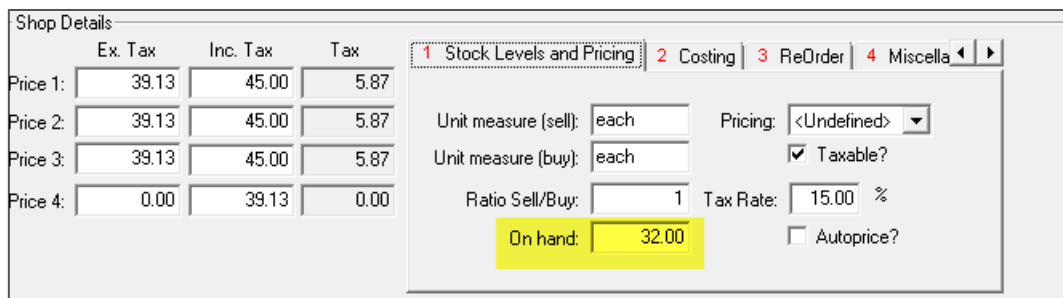 Shop Details
Ex. Tax Inc. Tax Tax
Price 1: 39.13 45.00 5.87
Price 2: 39.13 45.00 5.87
Price 3: 39.13 45.00 5.87
Price 4: 0.00 39.13 0.00
1 Stock Levels and Pricing 2 Costing 3 ReOrder 4 Miscella
Unit measure (sell): each Pricing: <Undefined>
Unit measure (buy): each Taxable?
Ratio Sell/Buy: 1 Tax Rate: 15.00 %
On hand: 32.00 Autoprice?